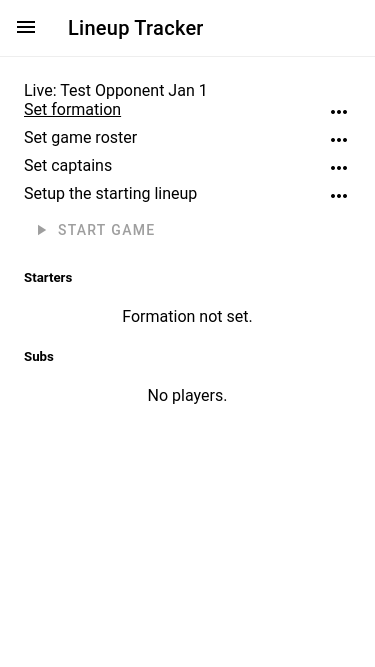 Lineup Tracker
Live: Test Opponent Jan 1
Set formation
Set game roster
Set captains
Setup the starting lineup
START GAME
Starters
Formation not set.
Subs
No players.